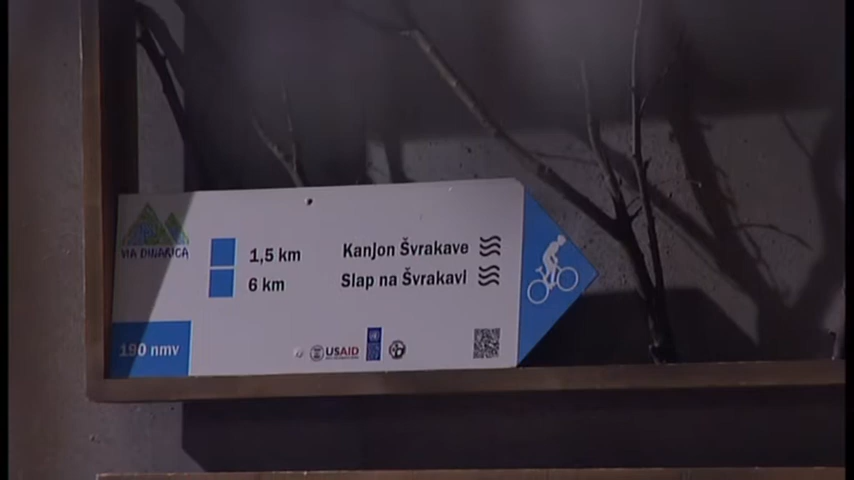 VIA DINARICA
1,5 km Kanjon Švrakave
6 km Slap na Švrakavi
190 nmv
USAID